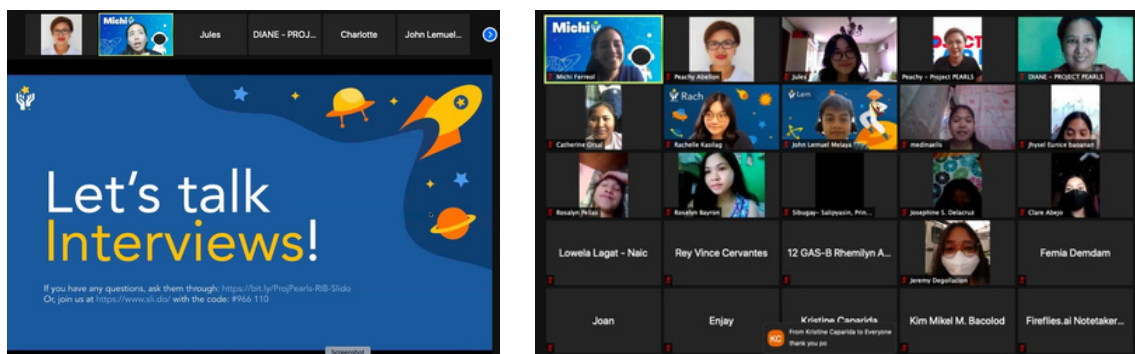 Michi
Jules
DIANE - PROJ...
Charlotte
John Lemuel...
Let's talk
Interviews!
If you have any questions, ask them through: https://bit.ly/ProjPearls-RIB-Slido
Or, join us at https://www.sli.do/ with the code: #966 110
Screenshot
Michi
Michi Ferreol
Peachy Abellon
Jules
Peachy - Project PEARLS
DIANE - PROJECT PEARLS
Catherine Orsal
Rach
Rachelle Kasilag
Lem
John Lemuel Melaya
medinaelis
Jhysel Eunice
Rosalyn Pellas
Roselyn Bayron
Sibugay- Salipyasin, Prin...
Josephine S. Delacruz
Clare Abejo
Lowela Lagat - Naic
Rey Vince Cervantes
12 GAS-B Rhemilyn A...
Jeremy Degollucion
Femia Demdam
Joan
Enjay
Kristine Caparida
Kim Mikel M. Bacolod
Fireflies.ai Notetaker...
KC
From Kristine Caparida to Everyone
thank you po